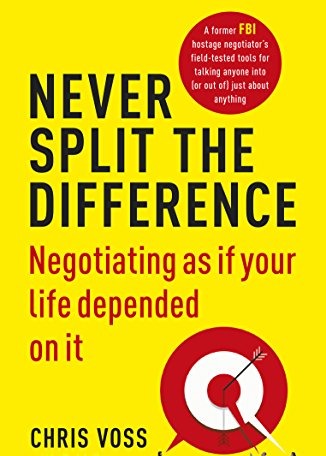 A former FBI
hostage negotiator's
field-tested tools for
talking anyone into
(or out of) just about
anything
NEVER
SPLIT THE
DIFFERENCE
Negotiating as if your
life depended
on it
CHRIS VOSS